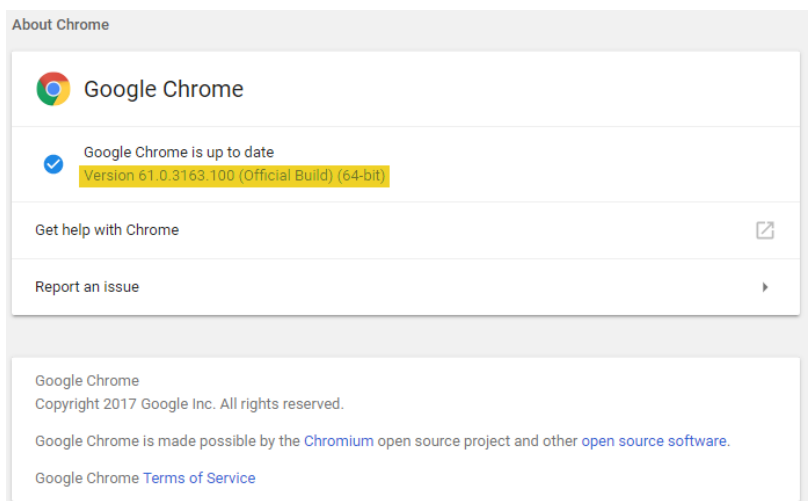 About Chrome
Google Chrome
Google Chrome is up to date
Version 61.0.3163.100 (Official Build) (64-bit)
Get help with Chrome
Report an issue
Google Chrome
Copyright 2017 Google Inc. All rights reserved.
Google Chrome is made possible by the Chromium open source project and other open source software.
Google Chrome Terms of Service